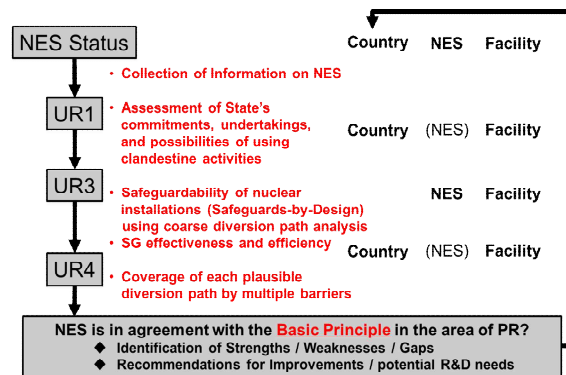 NES Status
Country NES Facility
• Collection of Information on NES
UR1
• Assessment of State's
commitments, undertakings,
and possibilities of using
clandestine activities
Country (NES) Facility
UR3
• Safeguardability of nuclear
installations (Safeguards-by-Design)
using coarse diversion path analysis
NES Facility
• SG effectiveness and efficiency
Country (NES) Facility
UR4
• Coverage of each plausible
diversion path by multiple barriers
NES is in agreement with the Basic Principle in the area of PR?
◆ Identification of Strengths / Weaknesses / Gaps
◆ Recommendations for Improvements / potential R&D needs